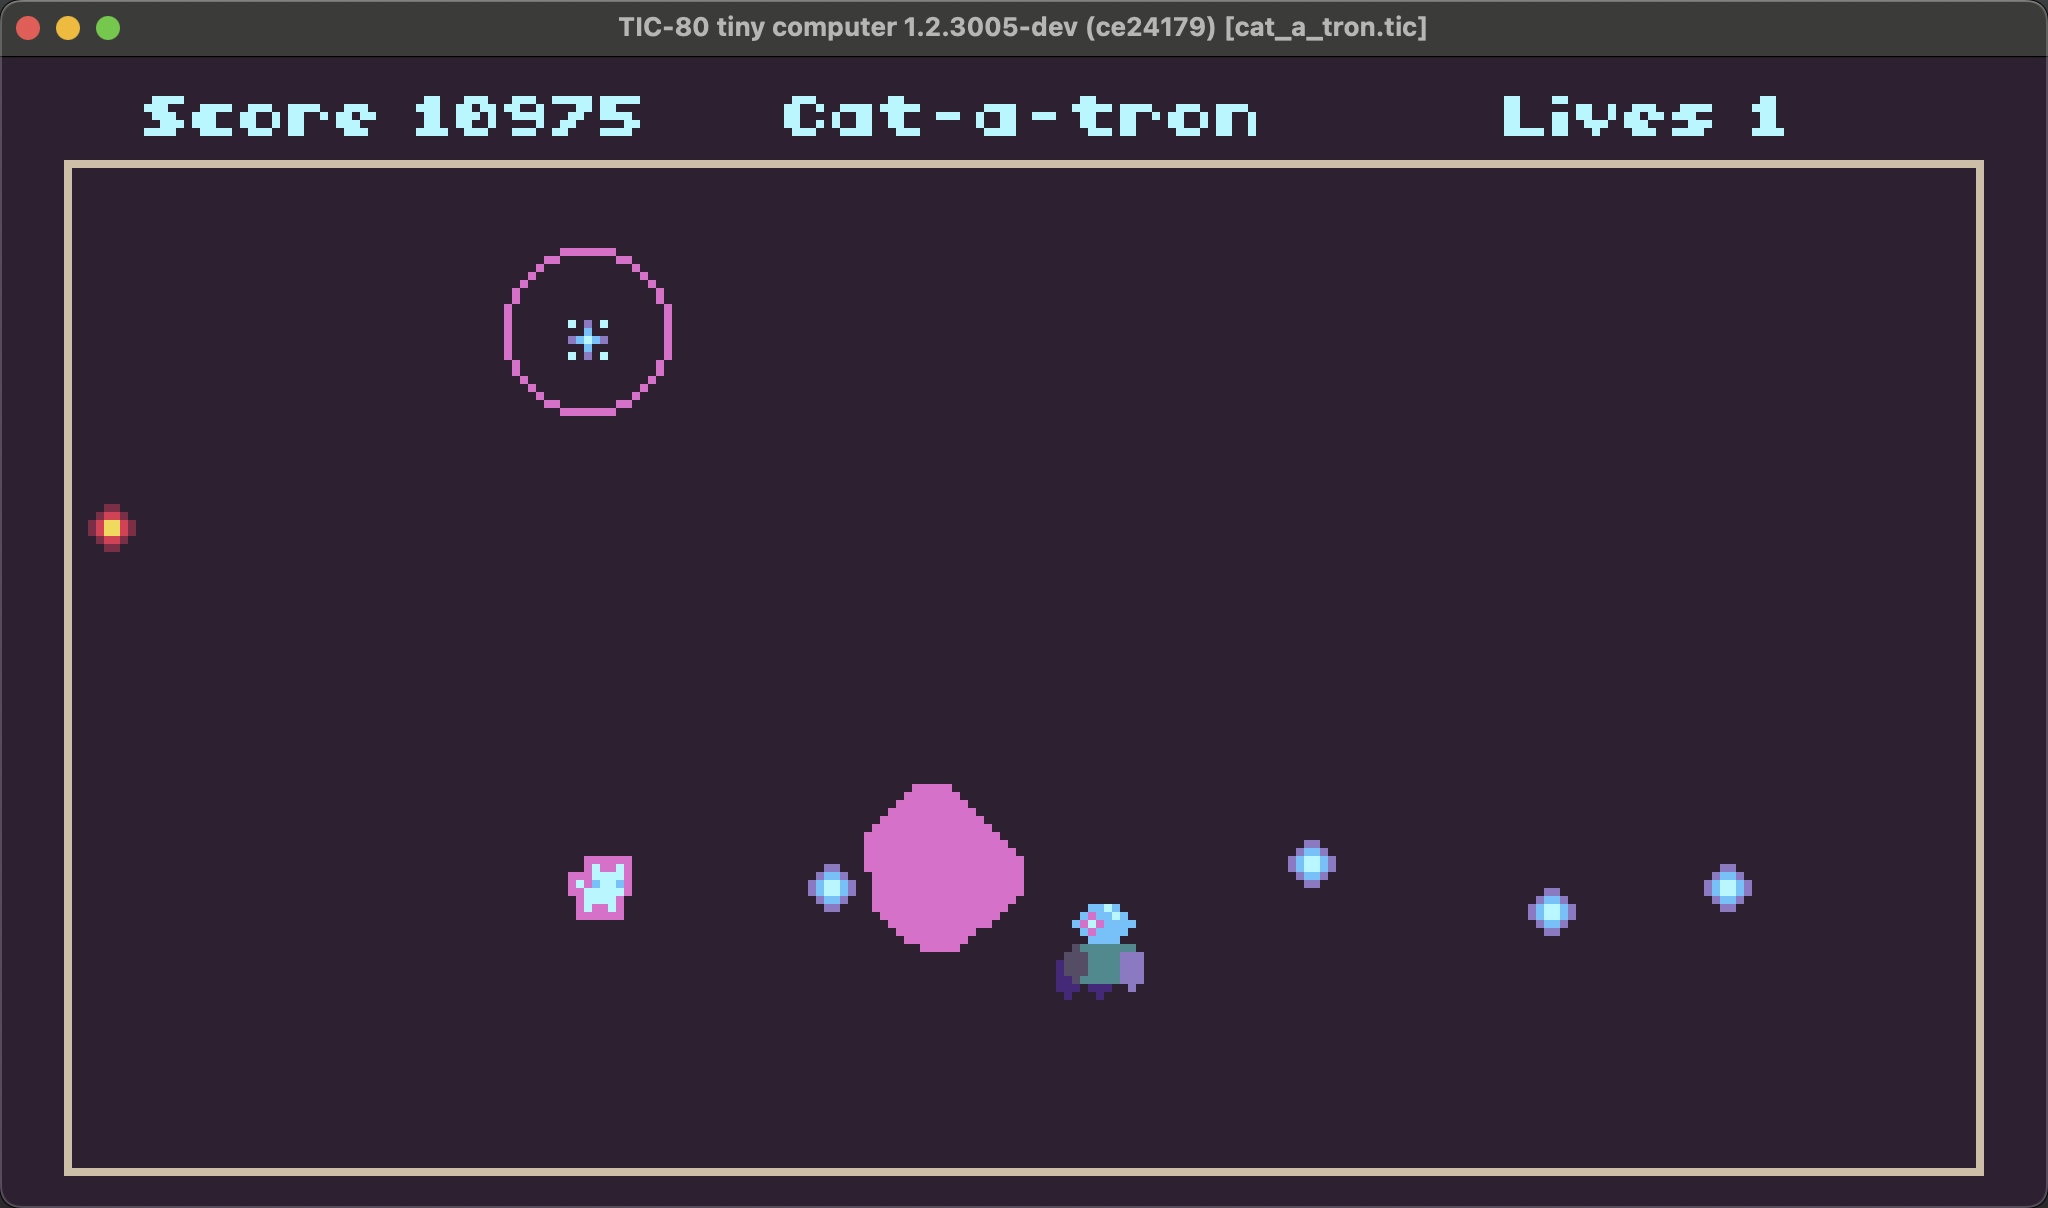 TIC-80 tiny computer 1.2.3005-dev (ce24179) [cat_a_tron.tic]
Score 10975 Cat-a-tron Lives 1